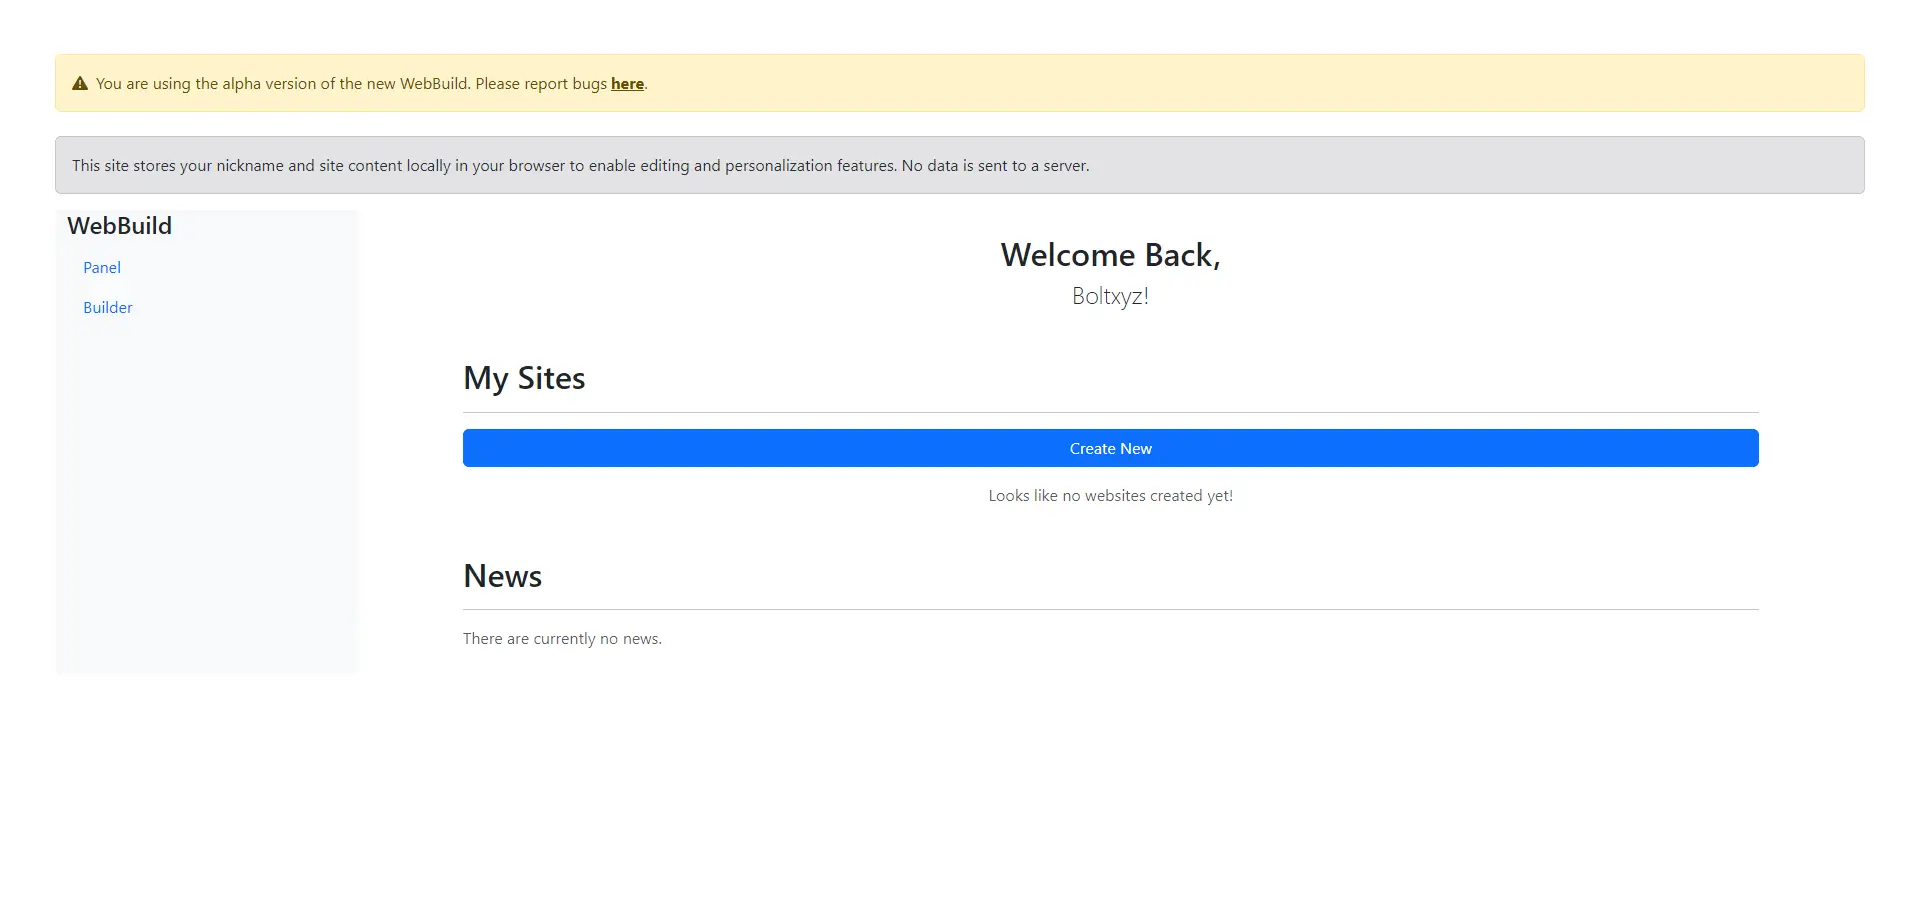 You are using the alpha version of the new WebBuild. Please report bugs here.
This site stores your nickname and site content locally in your browser to enable editing and personalization features. No data is sent to a server.
WebBuild
Panel
Builder
Welcome Back,
Boltxyz!
My Sites
Create New
Looks like no websites created yet!
News
There are currently no news.